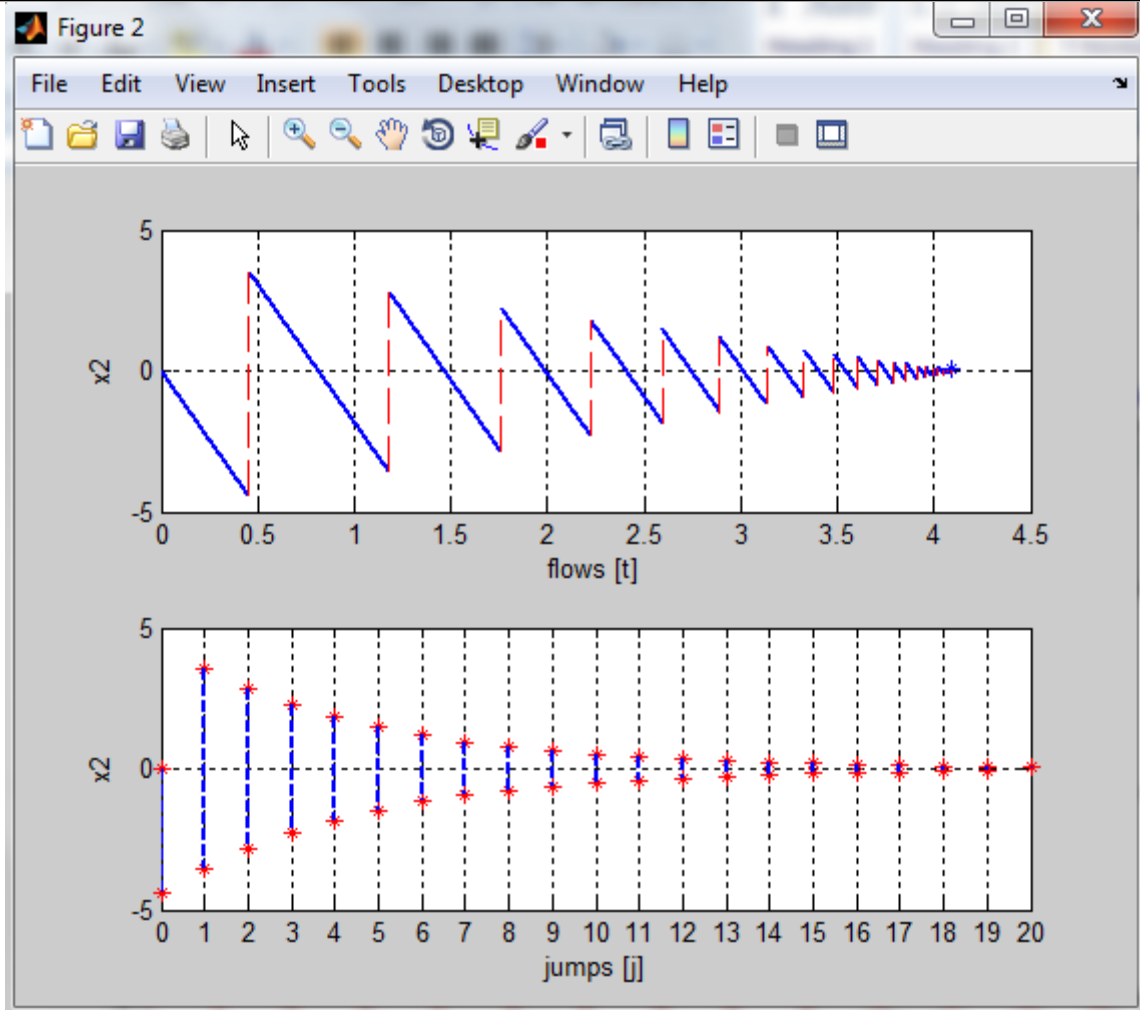 Figure 2
File Edit View Insert Tools Desktop Window Help
5
0
-5
x2
0 0.5 1 1.5 2 2.5 3 3.5 4 4.5
flows [t]
5
0
-5
x2
0 1 2 3 4 5 6 7 8 9 10 11 12 13 14 15 16 17 18 19 20
jumps [j]